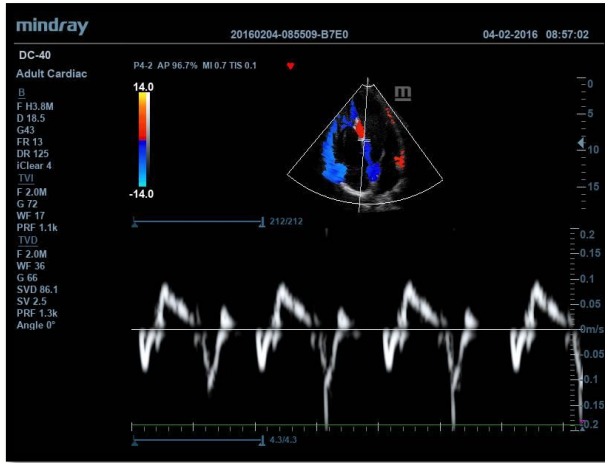 mindray
20160204-085509-B7E0
04-02-2016 08:57:02
DC-40
Adult Cardiac
P4-2 AP 96.7% MI 0.7 TIS 0.1
B
F H3.8M
D 18.5
G43
FR 13
DR 125
iClear 4
TVI
F 2.0M
G 72
WF 17
PRF 1.1k
TVD
F 2.0M
WF 36
G 66
SVD 86.1
SV 2.5
PRF 1.3k
Angle 0°
14.0
-14.0
m
0
5
10
15
212/212
0.2
0.15
0.1
0.05
0m/s
-0.05
-0.1
-0.15
-0.2
4.3/4.3